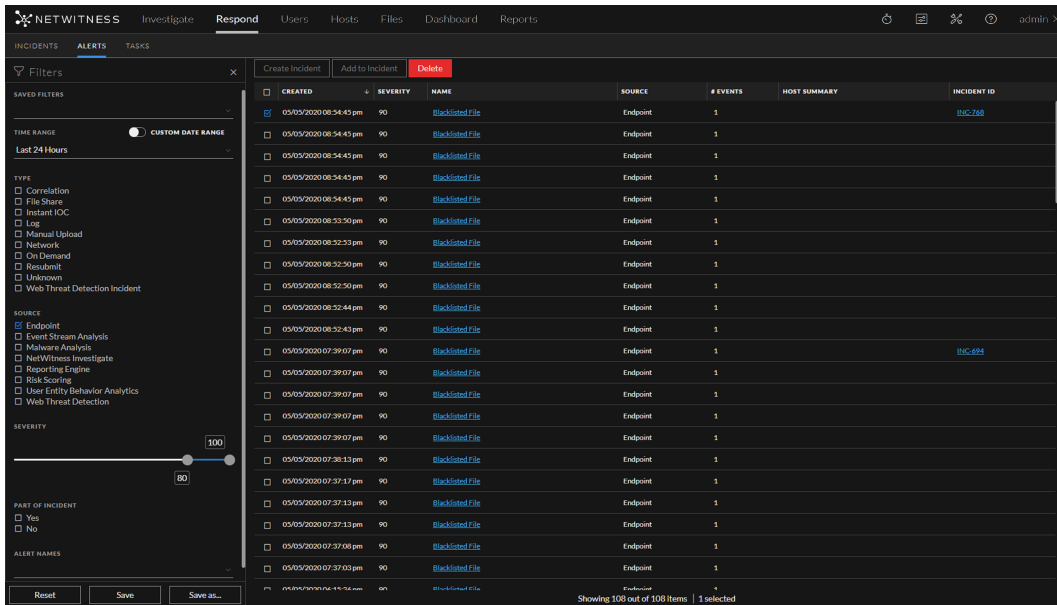 NETWITNESS Investigate Respond Users Hosts Files Dashboard Reports admin
INCIDENTS ALERTS TASKS
Filters
Create Incident Add to Incident Delete
SAVED FILTERS
TIME RANGE CUSTOM DATE RANGE
Last 24 Hours
TYPE
Correlation
File Share
Instant IOC
Log
Manual Upload
Network
On Demand
Resubmit
Unknown
Web Threat Detection Incident
SOURCE
Endpoint
Event Stream Analysis
Malware Analysis
NetWitness Investigate
Reporting Engine
Risk Scoring
User Entity Behavior Analytics
Web Threat Detection
SEVERITY
100
80
PART OF INCIDENT
Yes
No
ALERT NAMES
Reset Save Save as...
CREATED SEVERITY NAME SOURCE # EVENTS HOST SUMMARY INCIDENT ID
05/05/2020 08:54:45 pm 90 Blacklisted File Endpoint 1 INC-768
05/05/2020 08:54:45 pm 90 Blacklisted File Endpoint 1
05/05/2020 08:54:45 pm 90 Blacklisted File Endpoint 1
05/05/2020 08:54:45 pm 90 Blacklisted File Endpoint 1
05/05/2020 08:54:45 pm 90 Blacklisted File Endpoint 1
05/05/2020 08:53:50 pm 90 Blacklisted File Endpoint 1
05/05/2020 08:52:53 pm 90 Blacklisted File Endpoint 1
05/05/2020 08:52:50 pm 90 Blacklisted File Endpoint 1
05/05/2020 08:52:50 pm 90 Blacklisted File Endpoint 1
05/05/2020 08:52:44 pm 90 Blacklisted File Endpoint 1
05/05/2020 08:52:43 pm 90 Blacklisted File Endpoint 1
05/05/2020 07:39:07 pm 90 Blacklisted File Endpoint 1 INC-694
05/05/2020 07:39:07 pm 90 Blacklisted File Endpoint 1
05/05/2020 07:39:07 pm 90 Blacklisted File Endpoint 1
05/05/2020 07:39:07 pm 90 Blacklisted File Endpoint 1
05/05/2020 07:39:07 pm 90 Blacklisted File Endpoint 1
05/05/2020 07:38:13 pm 90 Blacklisted File Endpoint 1
05/05/2020 07:37:17 pm 90 Blacklisted File Endpoint 1
05/05/2020 07:37:13 pm 90 Blacklisted File Endpoint 1
05/05/2020 07:37:13 pm 90 Blacklisted File Endpoint 1
05/05/2020 07:37:08 pm 90 Blacklisted File Endpoint 1
05/05/2020 07:37:03 pm 90 Blacklisted File Endpoint 1
Showing 108 out of 108 items | 1 selected